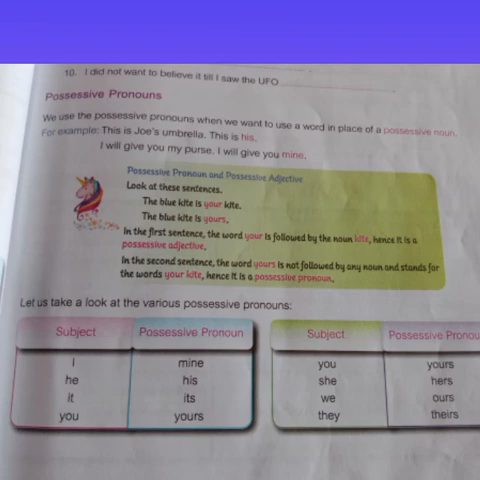 10. I did not want to believe it till I saw the UFO
Possessive Pronouns
We use the possessive pronouns when we want to use a word in place of a possessive noun.
For example: This is Joe's umbrella. This is his.
I will give you my purse. I will give you mine.
Possessive Pronoun and Possessive Adjective
Look at these sentences.
The blue kite is your kite.
The blue kite is yours.
In the first sentence, the word your is followed by the noun kite, hence it is a
possessive adjective.
In the second sentence, the word yours is not followed by any noun and stands for
the words your kite, hence it is a possessive pronoun.
Let us take a look at the various possessive pronouns:
Subject Possessive Pronoun Subject Possessive Pronou
I mine you yours
he his she hers
it its we ours
you yours they theirs